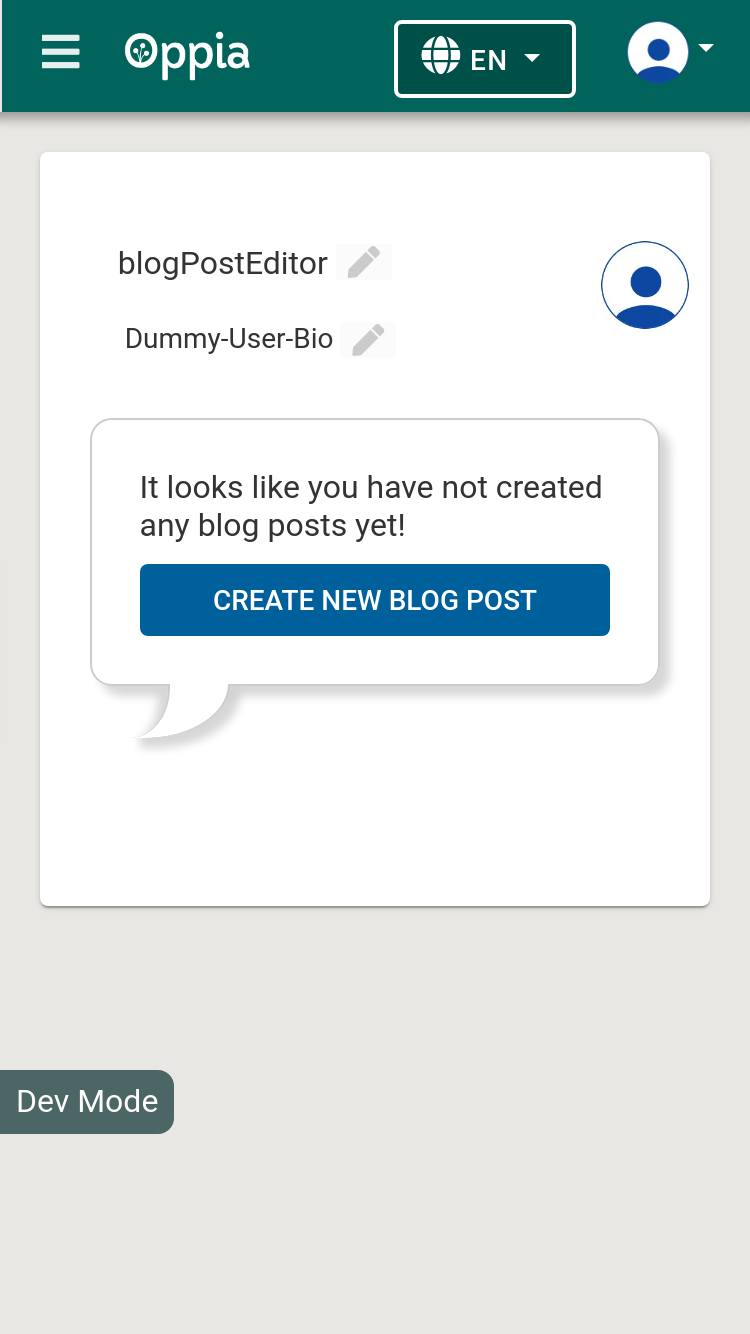 Oppia
EN
blogPostEditor
Dummy-User-Bio
It looks like you have not created
any blog posts yet!
CREATE NEW BLOG POST
Dev Mode